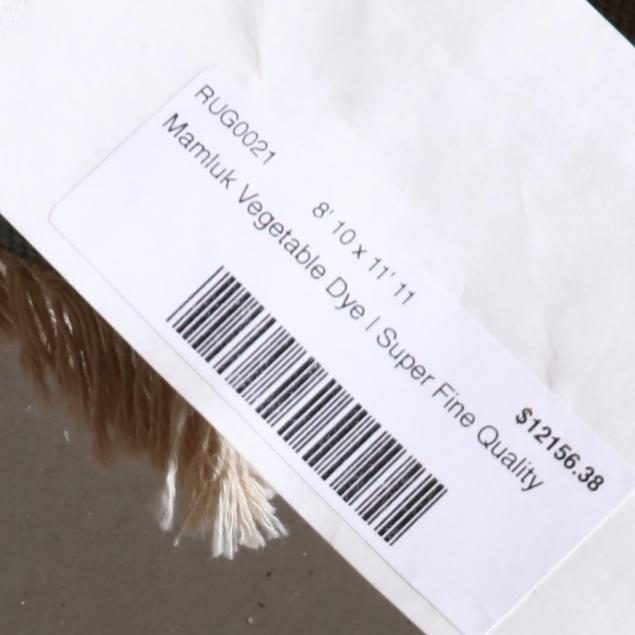 RUG0021
8' 10 x 11' 11
Mamluk Vegetable Dye | Super Fine Quality
$12156.38